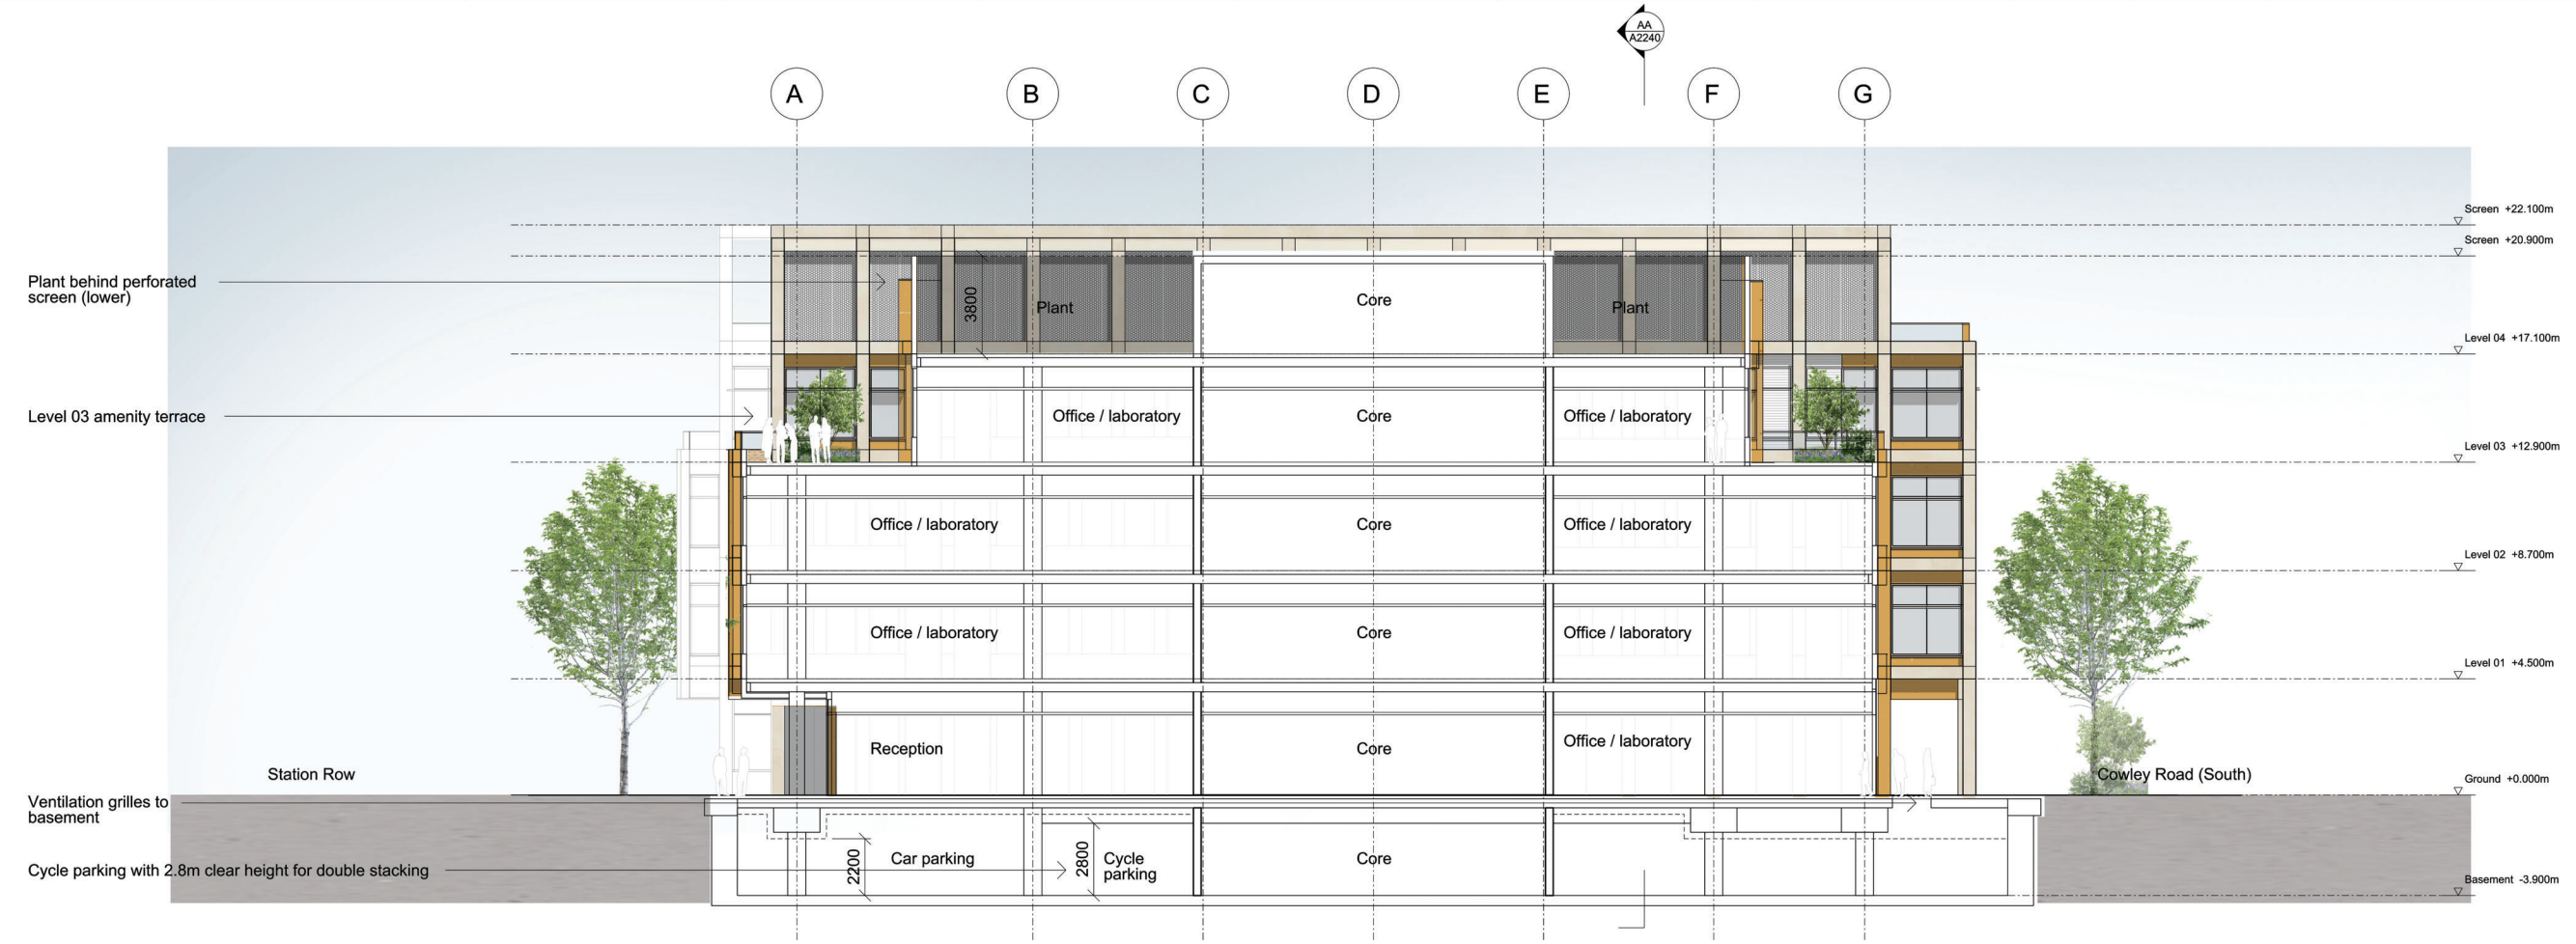 AA
A2240
A
B
C
D
E
F
G
Screen +22.100m
Screen +20.900m
Plant behind perforated
screen (lower)
3800
Plant
Core
Plant
Level 04 +17.100m
Level 03 amenity terrace
Office / laboratory
Core
Office / laboratory
Level 03 +12.900m
Office / laboratory
Core
Office / laboratory
Level 02 +8.700m
Office / laboratory
Core
Office / laboratory
Level 01 +4.500m
Reception
Core
Office / laboratory
Station Row
Cowley Road (South)
Ground +0.000m
Ventilation grilles to
basement
Cycle parking with 2.8m clear height for double stacking
2200
Car parking
2800
Cycle
parking
Core
Basement -3.900m